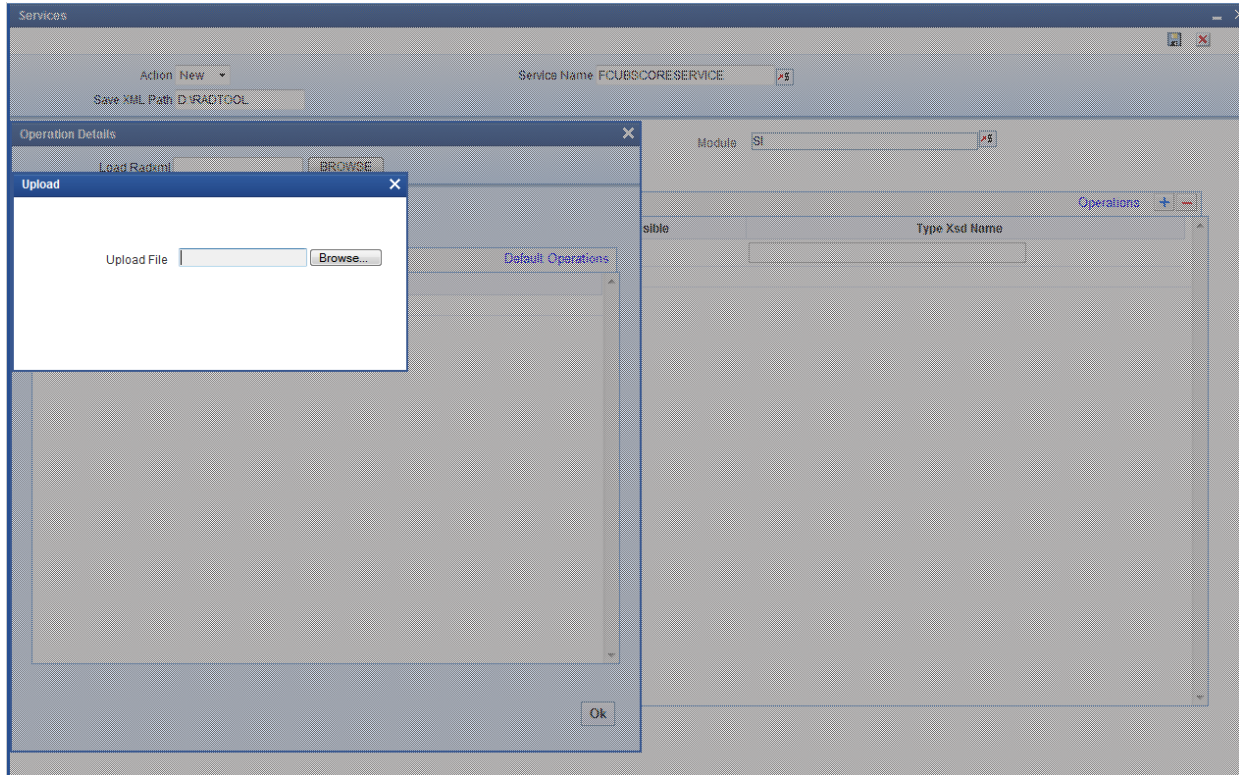 Services
Action New
Service Name FCUBSCORESERVICE
Save XML Path D:\RADTOOL
Operation Details
Module SI
Load Radxml BROWSE
Upload
Operations
sible
Type Xsd Name
Upload File Browse...
Default Operations
Ok